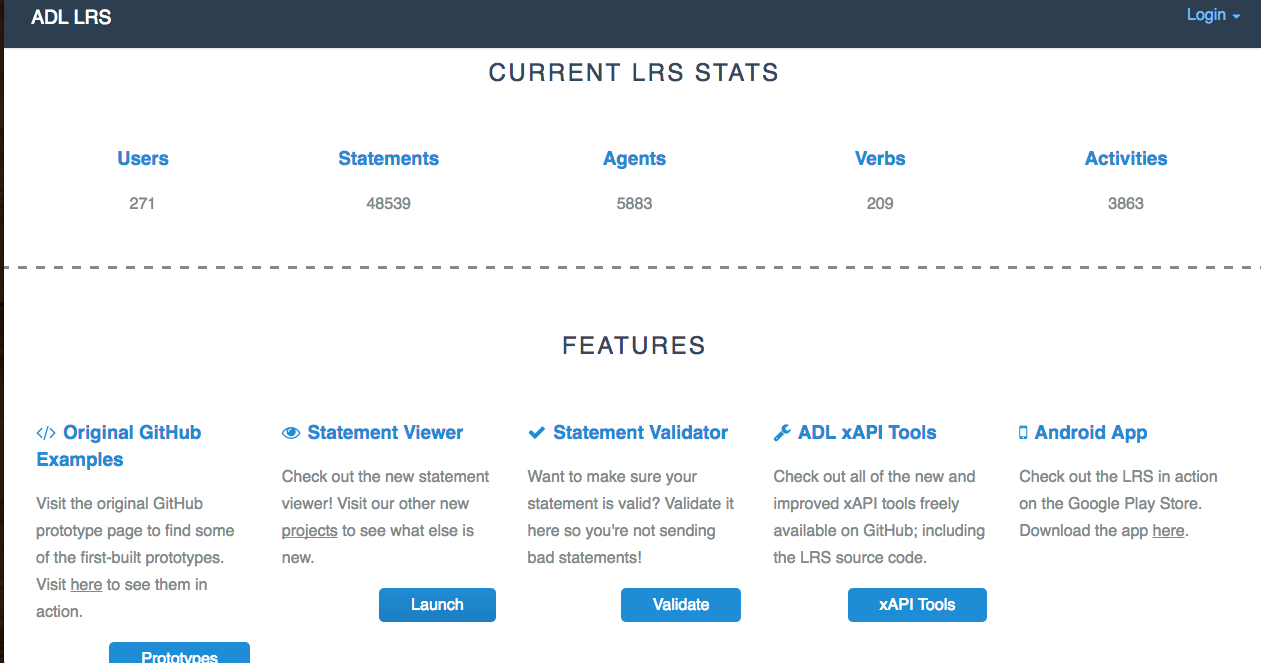 ADL LRS
Login
CURRENT LRS STATS
Users
Statements
Agents
Verbs
Activities
271
48539
5883
209
3863
FEATURES
</> Original GitHub
Examples
Visit the original GitHub
prototype page to find some
of the first-built prototypes.
Visit here to see them in
action.
Prototypes
Statement Viewer
Check out the new statement
viewer! Visit our other new
projects to see what else is
new.
Launch
Statement Validator
Want to make sure your
statement is valid? Validate it
here so you're not sending
bad statements!
Validate
ADL xAPI Tools
Check out all of the new and
improved xAPI tools freely
available on GitHub; including
the LRS source code.
xAPI Tools
Android App
Check out the LRS in action
on the Google Play Store.
Download the app here.